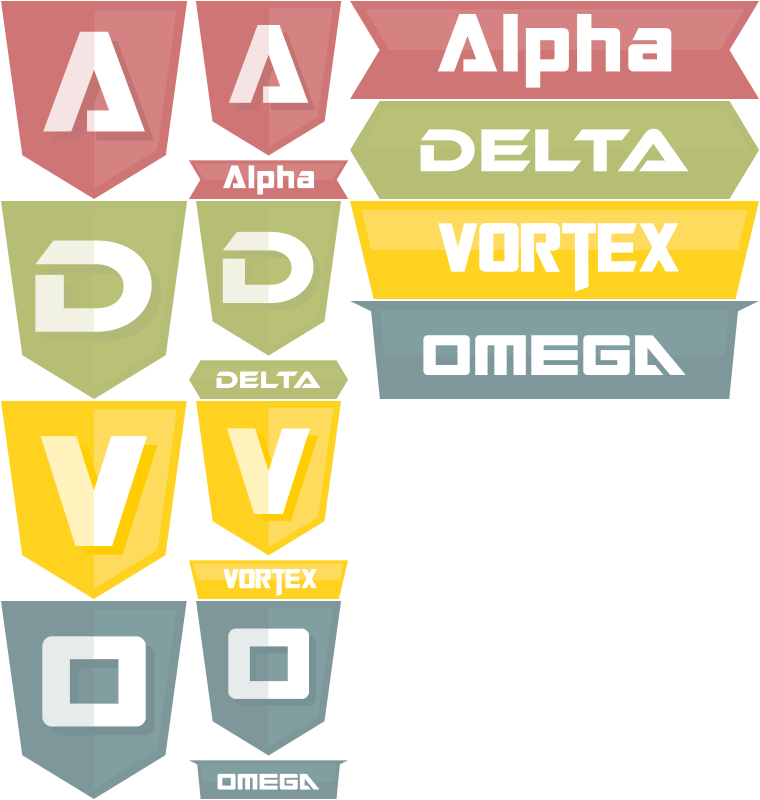 A
A
Alpha
Alpha
DELTA
D
D
VORTEX
DELTA
OMEGA
V
V
VORTEX
O
O
OMEGA